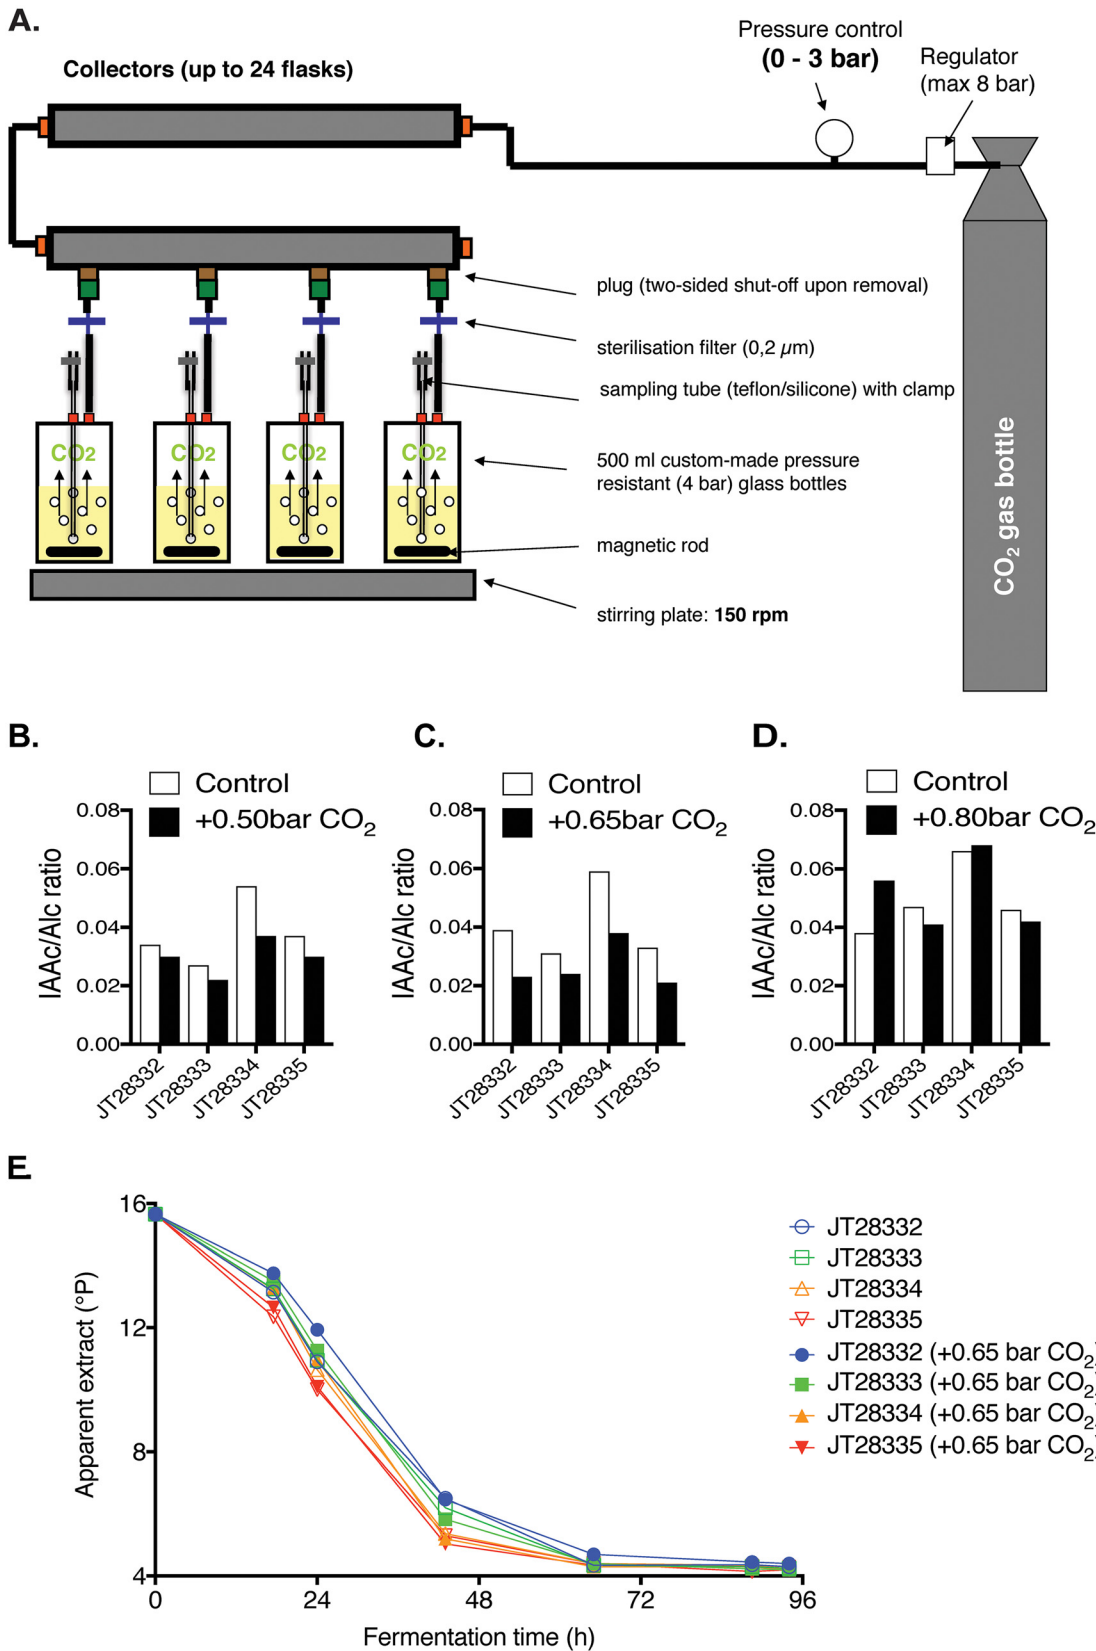 A.
Collectors (up to 24 flasks)
Pressure control
(0 - 3 bar)
Regulator
(max 8 bar)
plug (two-sided shut-off upon removal)
sterilisation filter (0,2 µm)
sampling tube (teflon/silicone) with clamp
CO2 CO2 CO2 CO2
500 ml custom-made pressure
resistant (4 bar) glass bottles
magnetic rod
stirring plate: 150 rpm
CO2 gas bottle
B.
Control
+0.50bar CO2
IAAc/Alc ratio
0.08
0.06
0.04
0.02
0.00
JT28332
JT28333
JT28334
JT28335
C.
Control
+0.65bar CO2
IAAc/Alc ratio
0.08
0.06
0.04
0.02
0.00
JT28332
JT28333
JT28334
JT28335
D.
Control
+0.80bar CO2
IAAc/Alc ratio
0.08
0.06
0.04
0.02
0.00
JT28332
JT28333
JT28334
JT28335
E.
Apparent extract (°P)
16
12
8
4
0
24
48
72
96
Fermentation time (h)
JT28332
JT28333
JT28334
JT28335
JT28332 (+0.65 bar CO2)
JT28333 (+0.65 bar CO2)
JT28334 (+0.65 bar CO2)
JT28335 (+0.65 bar CO2)